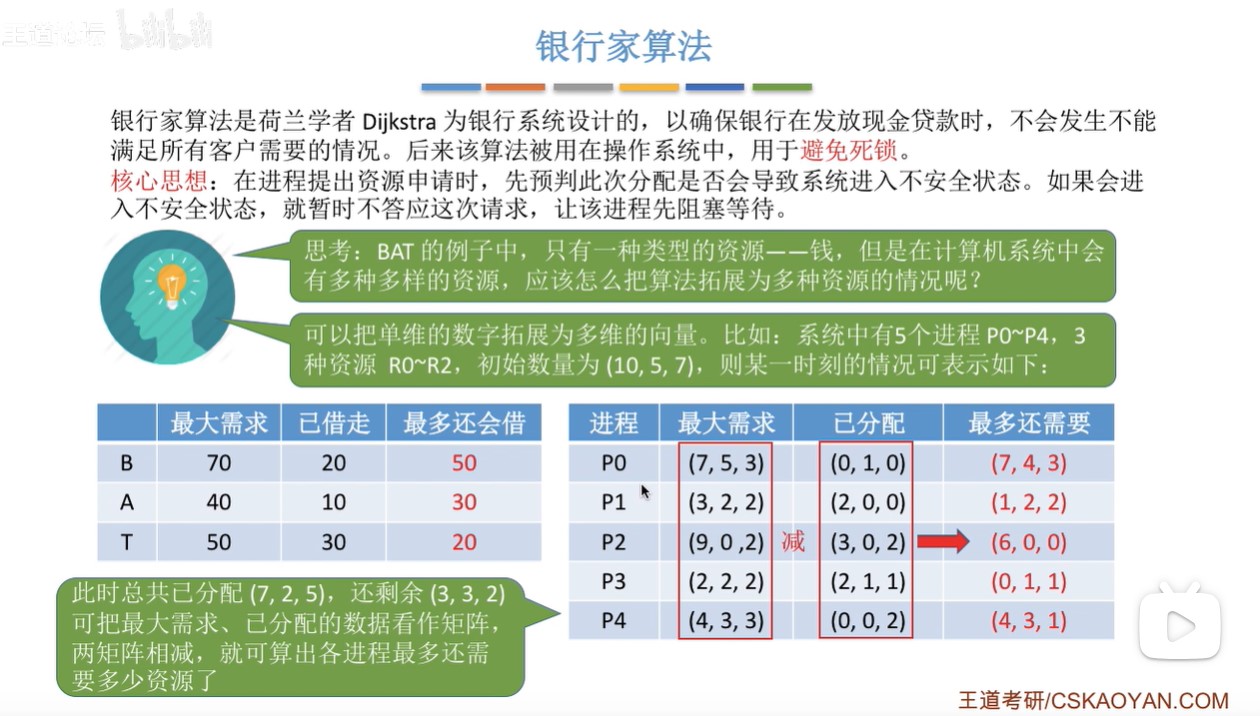 王道论坛 bilibili
银行家算法
银行家算法是荷兰学者 Dijkstra 为银行系统设计的，以确保银行在发放现金贷款时，不会发生不能
满足所有客户需要的情况。后来该算法被用在操作系统中，用于避免死锁。
核心思想：在进程提出资源申请时，先预判此次分配是否会导致系统进入不安全状态。如果会进
入不安全状态，就暂时不答应这次请求，让该进程先阻塞等待。
思考：BAT 的例子中，只有一种类型的资源——钱，但是在计算机系统中会
有多种多样的资源，应该怎么把算法拓展为多种资源的情况呢？
可以把单维的数字拓展为多维的向量。比如：系统中有5个进程 P0~P4，3
种资源 R0~R2，初始数量为 (10, 5, 7)，则某一时刻的情况可表示如下：
最大需求 已借走 最多还会借
B 70 20 50
A 40 10 30
T 50 30 20
进程 最大需求 已分配 最多还需要
P0 (7, 5, 3) (0, 1, 0) (7, 4, 3)
P1 (3, 2, 2) (2, 0, 0) (1, 2, 2)
P2 (9, 0 ,2) 减 (3, 0, 2) (6, 0, 0)
P3 (2, 2, 2) (2, 1, 1) (0, 1, 1)
P4 (4, 3, 3) (0, 0, 2) (4, 3, 1)
此时总共已分配 (7, 2, 5)，还剩余 (3, 3, 2)
可把最大需求、已分配的数据看作矩阵，
两矩阵相减，就可算出各进程最多还需
要多少资源了
王道考研/CSKAOYAN.COM